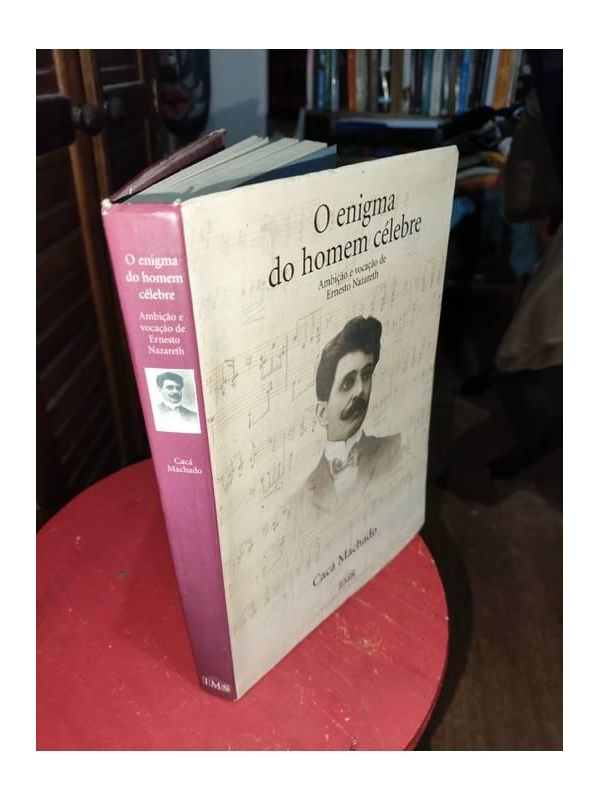 O enigma
do homem célebre
Ambição e vocação de
Ernesto Nazareth
Cacá Machado
IMS
O enigma
do homem
célebre
Ambição e
vocação de
Ernesto
Nazareth
Cacá
Machado
IMS